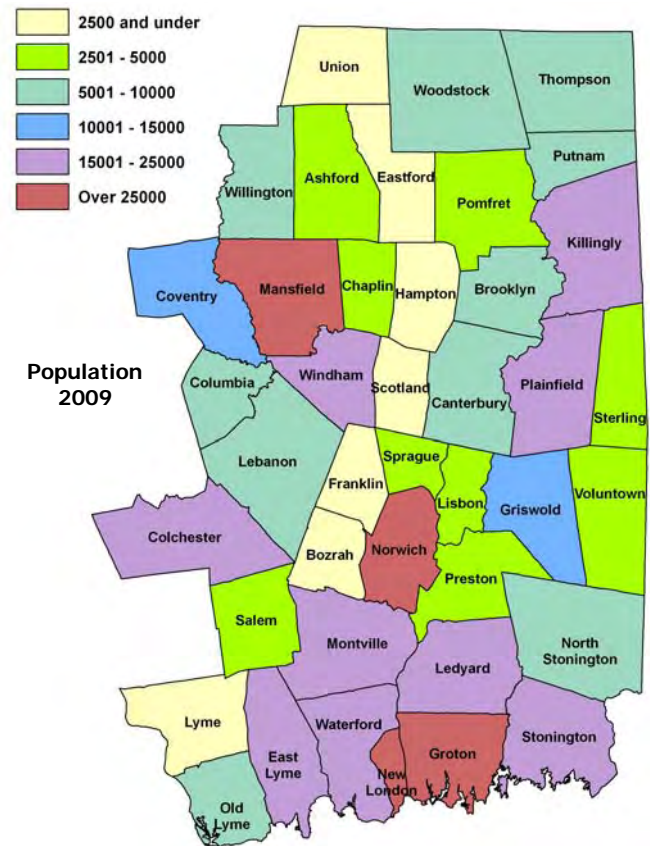 2500 and under
2501 - 5000
5001 - 10000
10001 - 15000
15001 - 25000
Over 25000
Population
2009
Union
Woodstock
Thompson
Putnam
Willington
Ashford
Eastford
Pomfret
Killingly
Coventry
Mansfield
Chaplin
Hampton
Brooklyn
Windham
Columbia
Scotland
Canterbury
Plainfield
Sterling
Lebanon
Sprague
Franklin
Lisbon
Griswold
Voluntown
Colchester
Bozrah
Norwich
Preston
Salem
Montville
Ledyard
North
Stonington
Lyme
Waterford
East
Lyme
New
London
Groton
Stonington
Old
Lyme